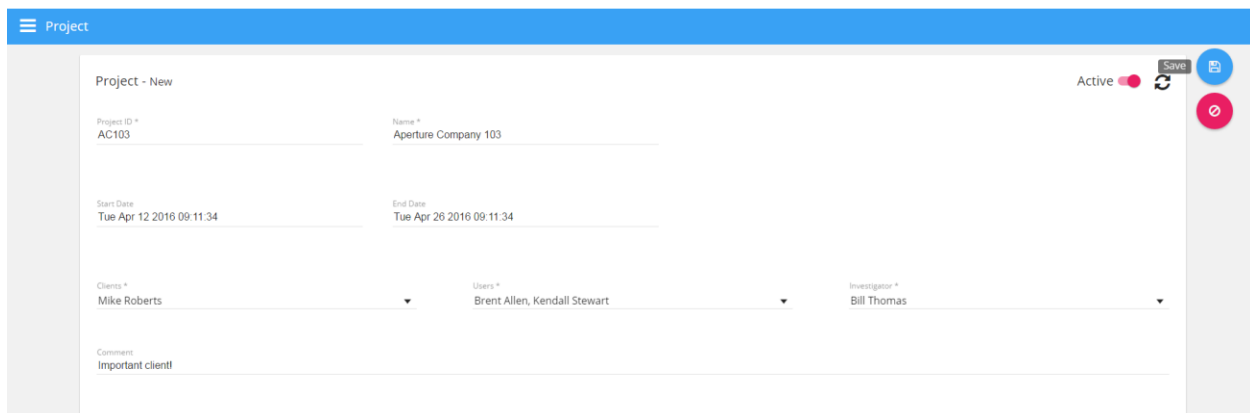 Project
Save
Project - New
Active
Project ID *
Name *
AC103
Aperture Company 103
Start Date
End Date
Tue Apr 12 2016 09:11:34
Tue Apr 26 2016 09:11:34
Clients *
Users *
Investigator *
Mike Roberts
Brent Allen, Kendall Stewart
Bill Thomas
Comment
Important client!